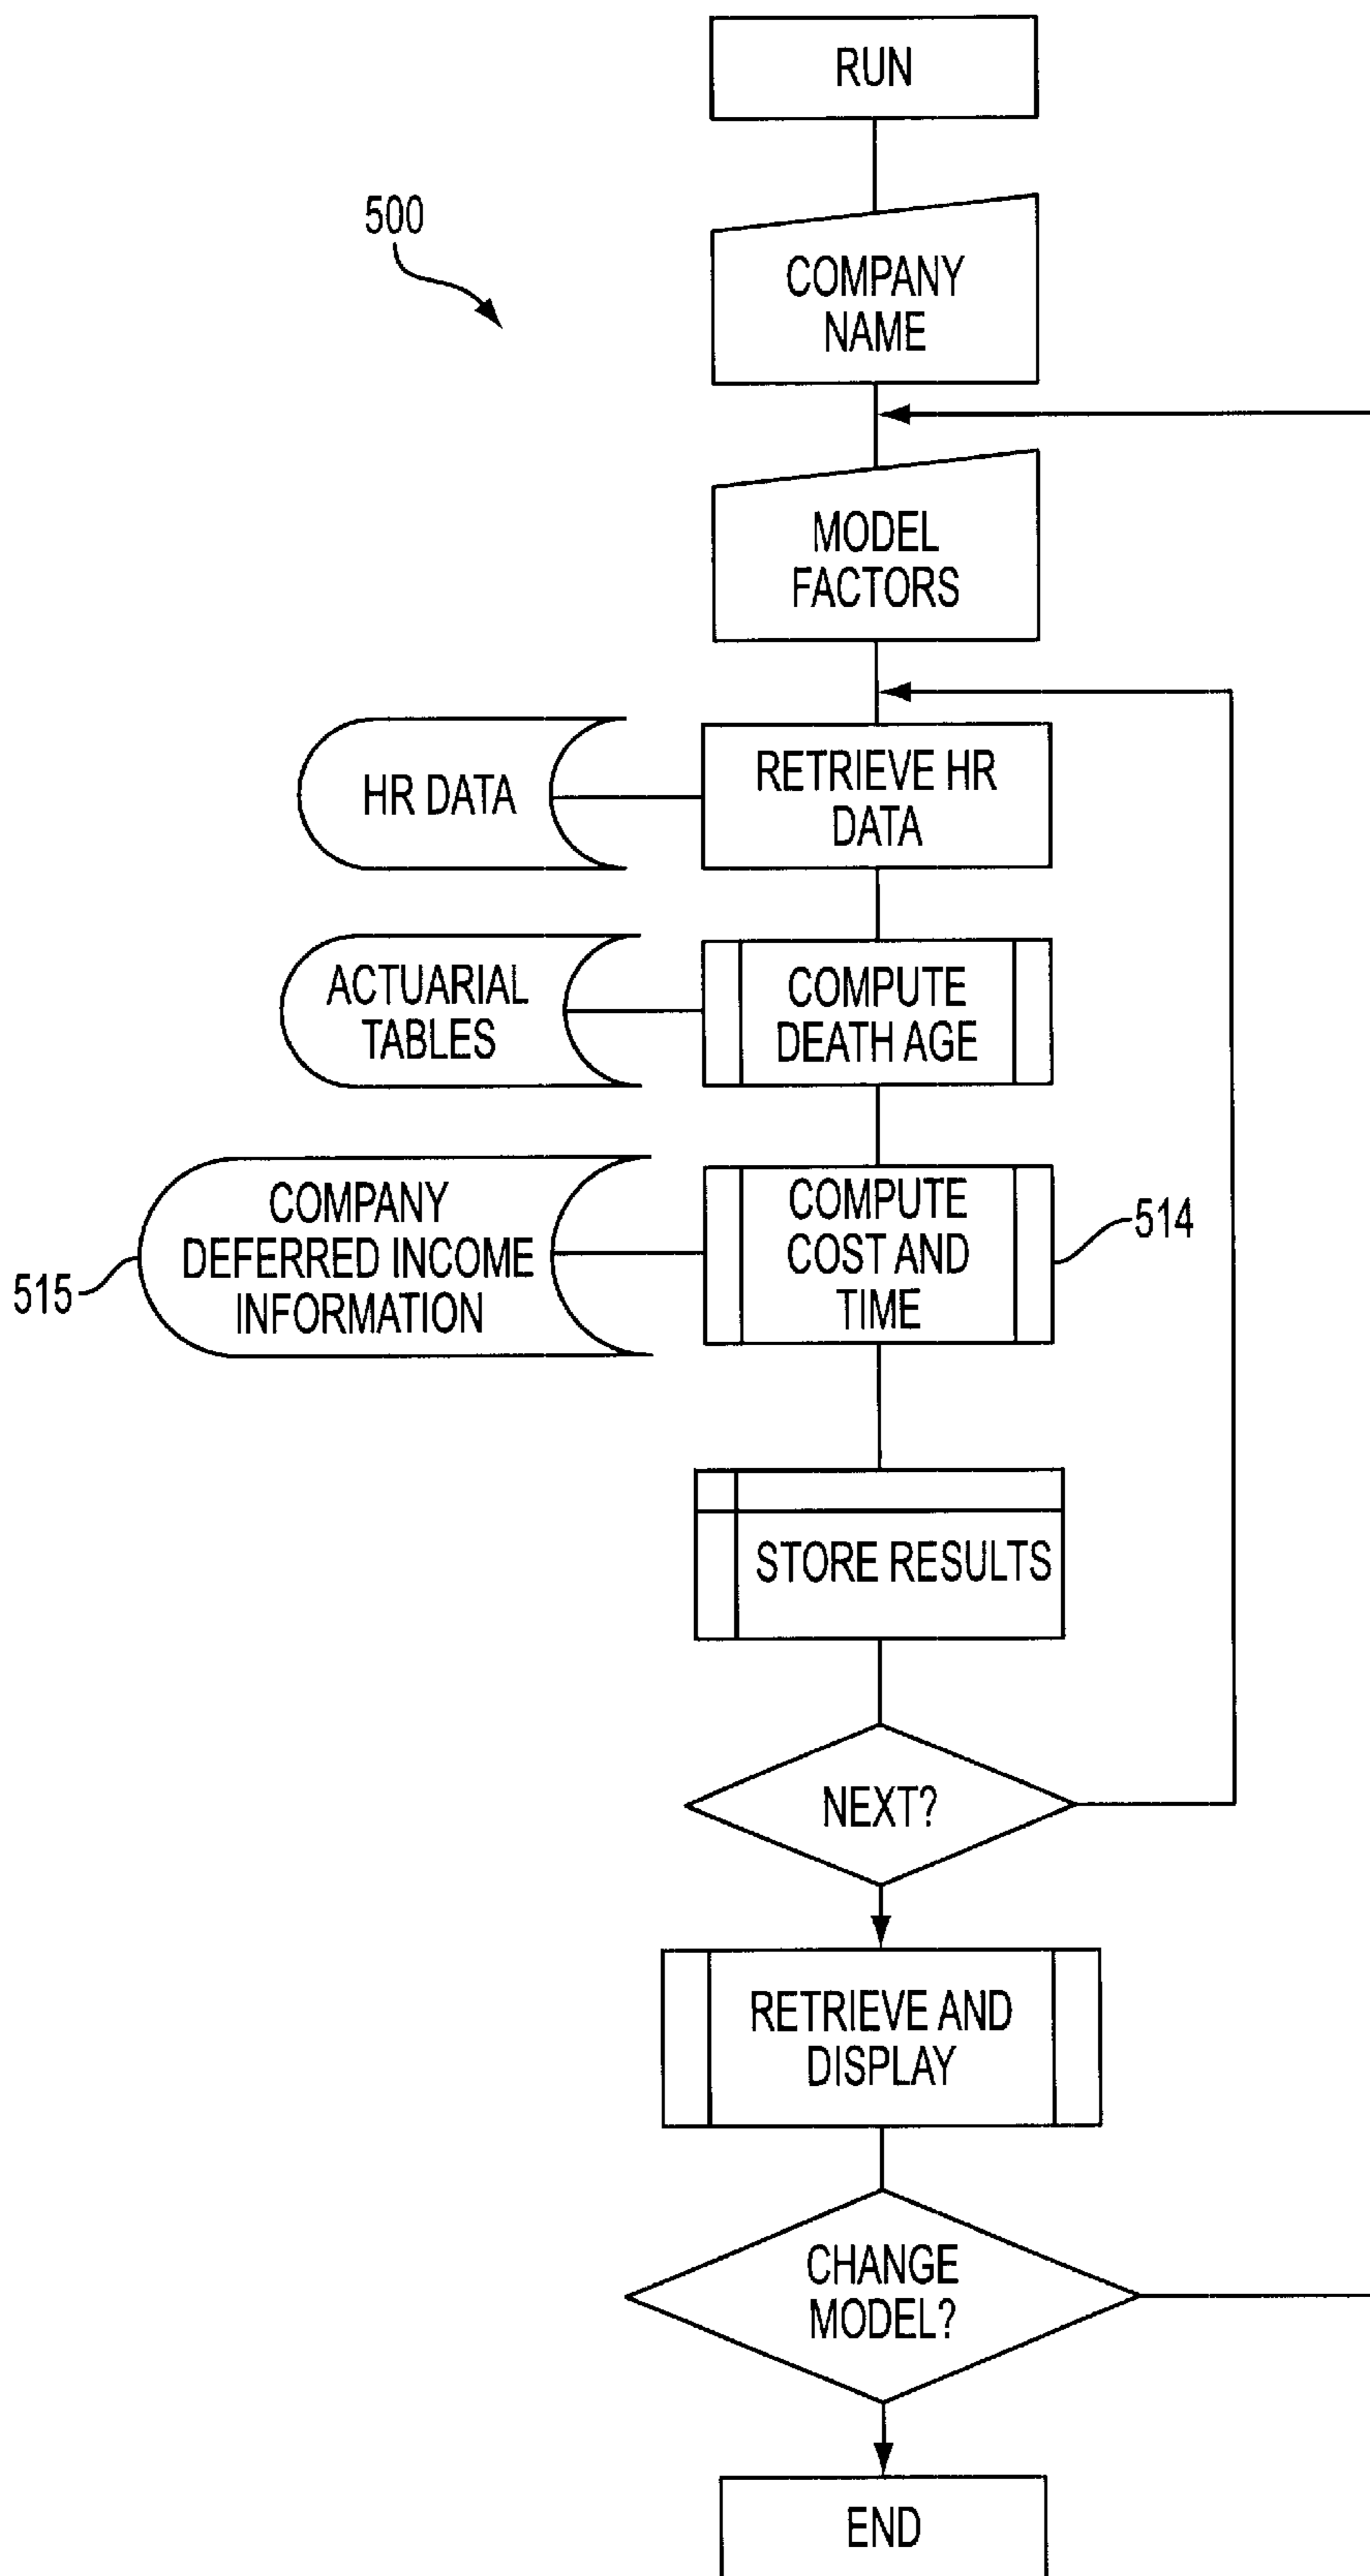 RUN
500
COMPANY
NAME
MODEL
FACTORS
HR DATA
RETRIEVE HR
DATA
ACTUARIAL
TABLES
COMPUTE
DEATH AGE
COMPANY
DEFERRED INCOME
INFORMATION
515
COMPUTE
COST AND
TIME
514
STORE RESULTS
NEXT?
RETRIEVE AND
DISPLAY
CHANGE
MODEL?
END